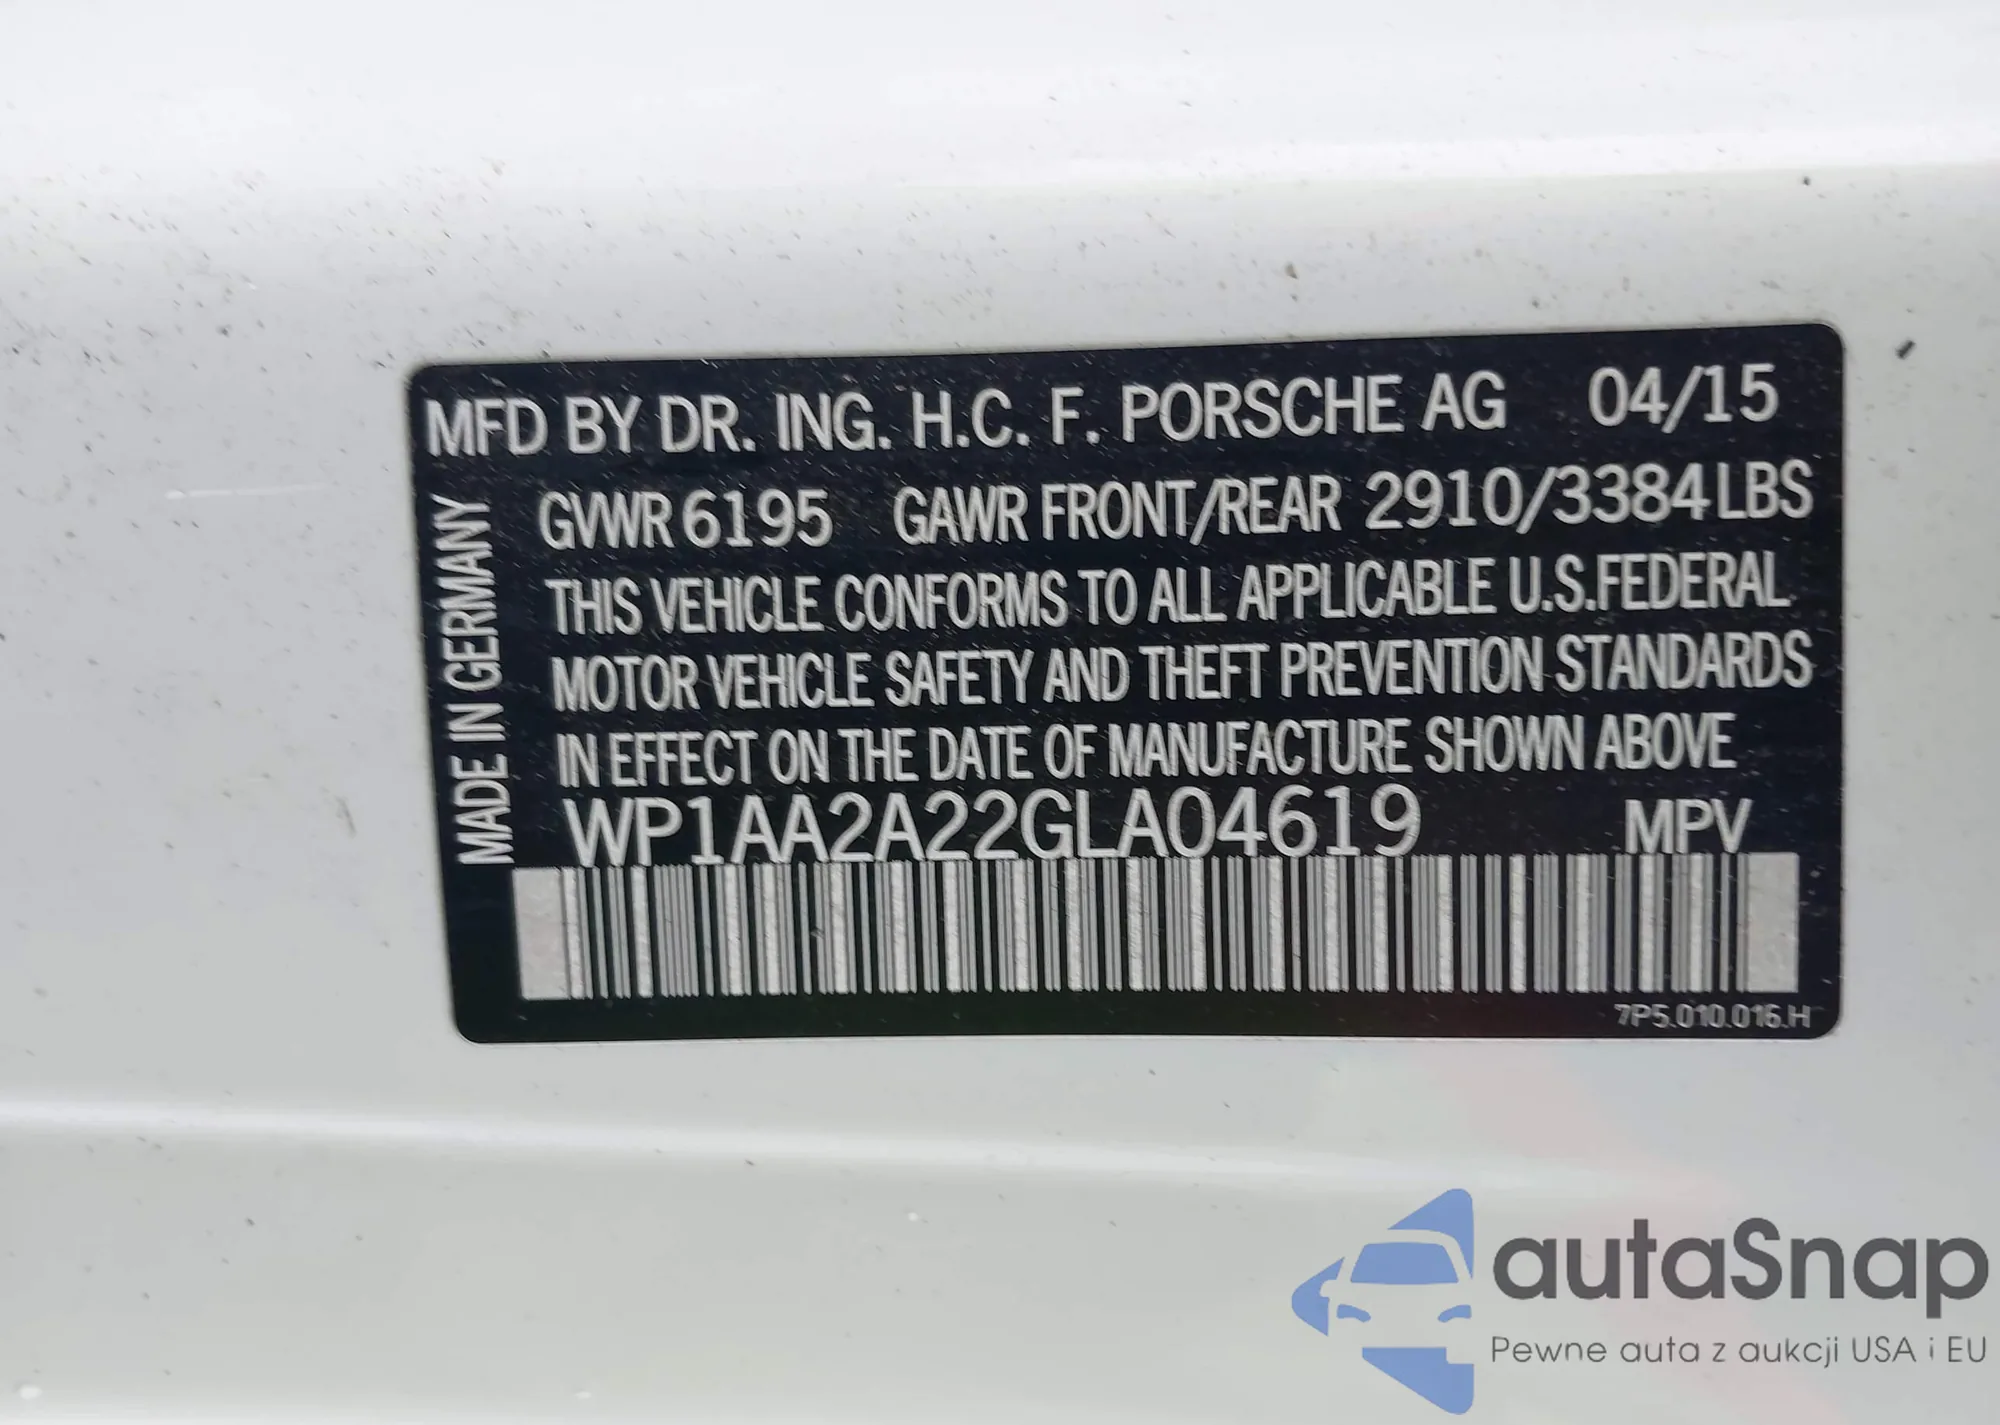 MFD BY DR. ING. H.C. F. PORSCHE AG 04/15
GVWR 6195 GAWR FRONT/REAR 2910/3384 LBS
THIS VEHICLE CONFORMS TO ALL APPLICABLE U.S. FEDERAL
MOTOR VEHICLE SAFETY AND THEFT PREVENTION STANDARDS
IN EFFECT ON THE DATE OF MANUFACTURE SHOWN ABOVE
WP1AA2A22GLA04619 MPV
MADE IN GERMANY
7P5.010.016.H
autaSnap
Pewne auta z aukcji USA i EU